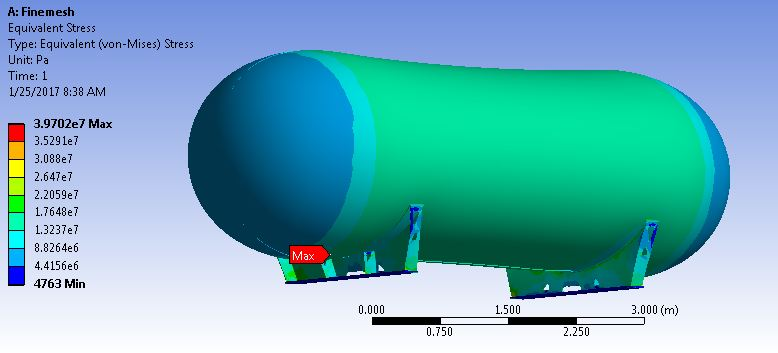 A: Finemesh
Equivalent Stress
Type: Equivalent (von-Mises) Stress
Unit: Pa
Time: 1
1/25/2017 8:38 AM
3.9702e7 Max
3.5291e7
3.088e7
2.647e7
2.2059e7
1.7648e7
1.3237e7
8.8264e6
4.4156e6
4763 Min
Max
0.000 1.500 3.000 (m)
0.750 2.250